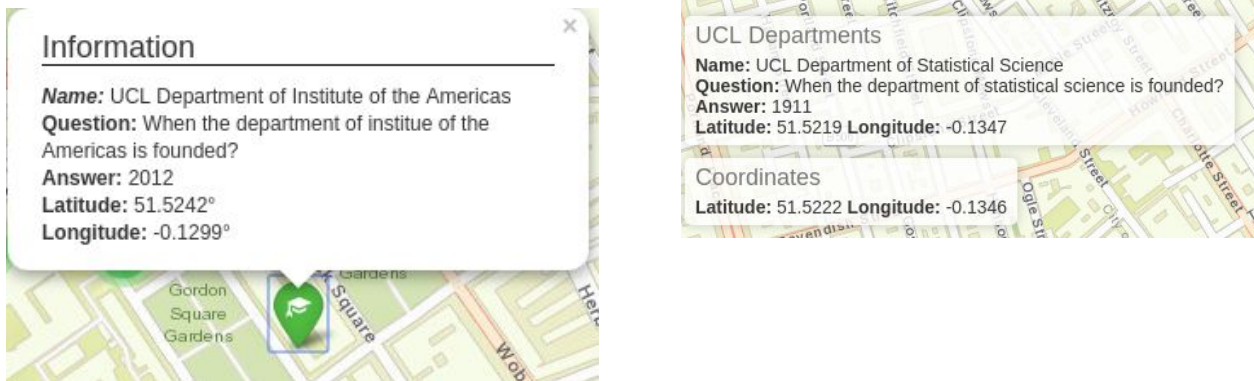 ×
Information
Name: UCL Department of Institute of the Americas
Question: When the department of institue of the
Americas is founded?
Answer: 2012
Latitude: 51.5242°
Longitude: -0.1299°
Gardens
Gordon
Square
Gardens
Square
UCL Departments
Name: UCL Department of Statistical Science
Question: When the department of statistical science is founded?
Answer: 1911
Latitude: 51.5219 Longitude: -0.1347
Coordinates
Latitude: 51.5222 Longitude: -0.1346
Cleveland Street
Charlotte Street
Ogle Street